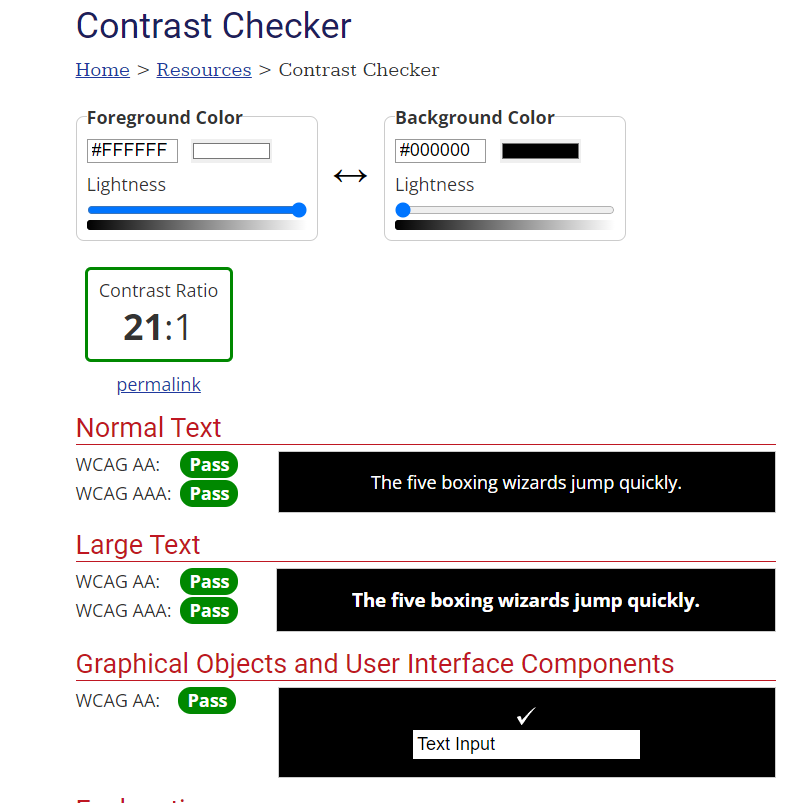 Contrast Checker
Home > Resources > Contrast Checker
Foreground Color
#FFFFFF
Lightness
Background Color
#000000
Lightness
Contrast Ratio
21:1
permalink
Normal Text
WCAG AA: Pass
WCAG AAA: Pass
The five boxing wizards jump quickly.
Large Text
WCAG AA: Pass
WCAG AAA: Pass
The five boxing wizards jump quickly.
Graphical Objects and User Interface Components
WCAG AA: Pass
✓
Text Input